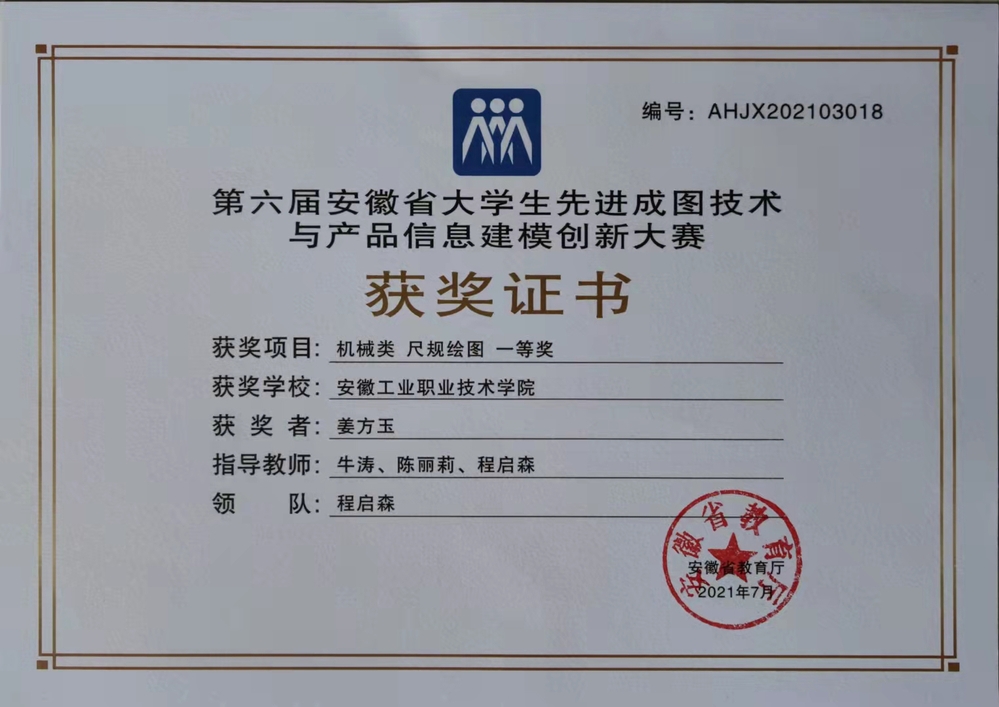 编号：AHJX202103018
第六届安徽省大学生先进成图技术
与产品信息建模创新大赛
获奖证书
获奖项目：机械类 尺规绘图 一等奖
获奖学校：安徽工业职业技术学院
获奖者：姜方玉
指导教师：牛涛、陈丽莉、程启森
领队：程启森
安徽省教育厅
安徽省教育厅
2021年7月